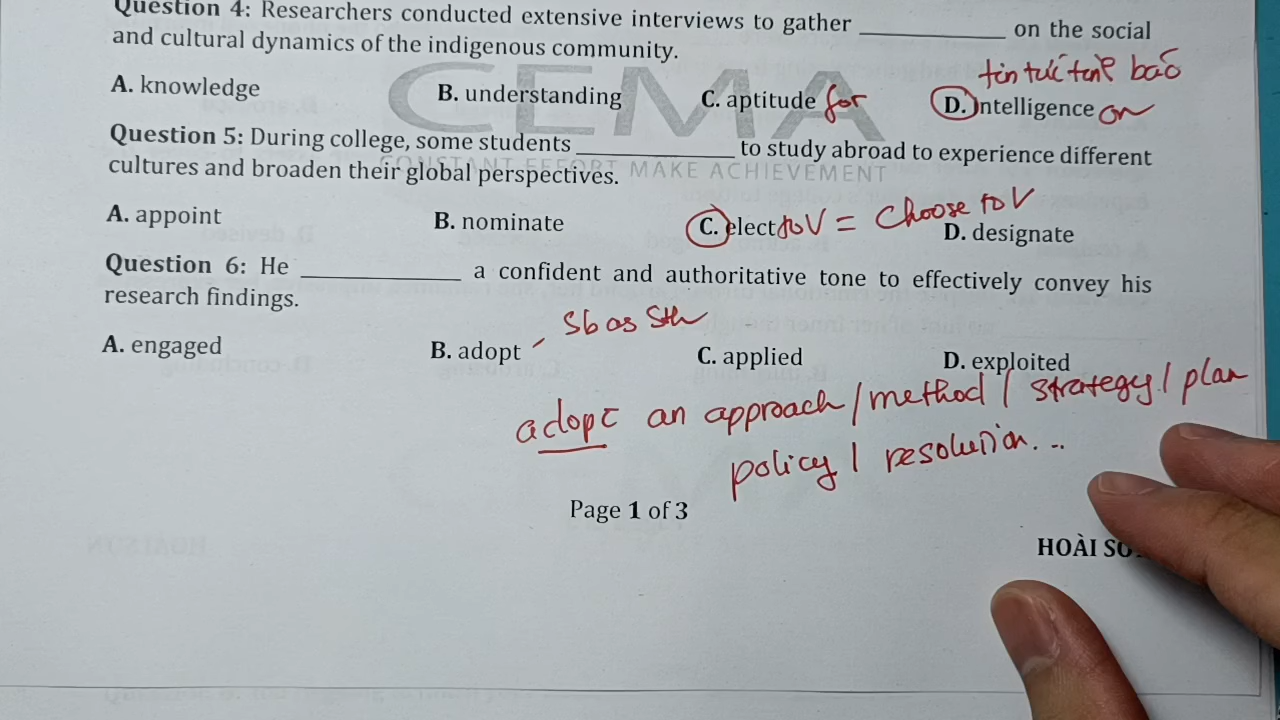 Question 4: Researchers conducted extensive interviews to gather ____________ on the social
and cultural dynamics of the indigenous community.
tin tức tình báo
A. knowledge B. understanding C. aptitude for D. Intelligence on
CEMA
Question 5: During college, some students ____________ to study abroad to experience different
CONSTANT EFFORT MAKE ACHIEVEMENT
cultures and broaden their global perspectives.
A. appoint B. nominate C. elect to V = choose to V D. designate
Question 6: He ____________ a confident and authoritative tone to effectively convey his
research findings.
sb as sth
A. engaged B. adopt C. applied D. exploited
adopt an approach / method / strategy / plan
policy / resolution...
Page 1 of 3
HOÀI